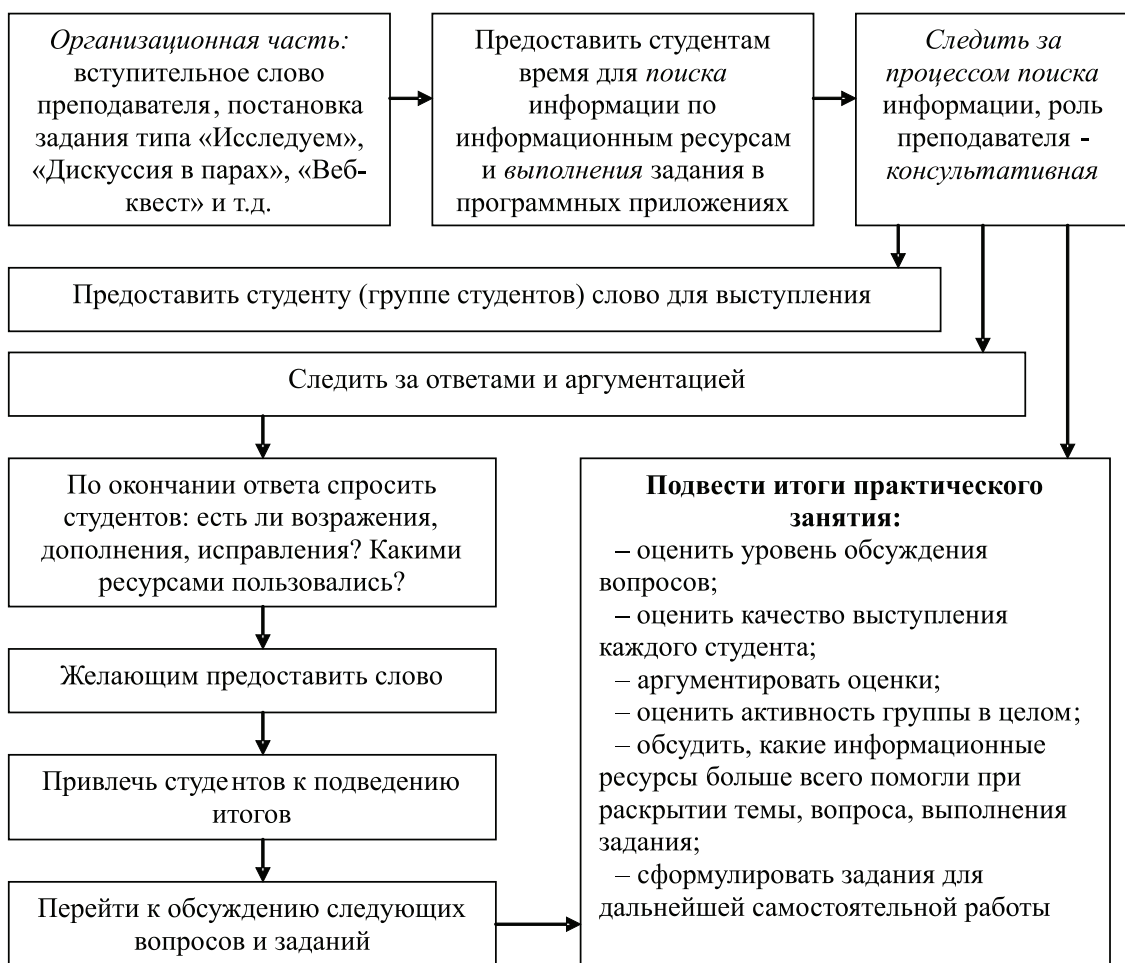 Организационная часть:
вступительное слово
преподавателя, постановка
задания типа «Исследуем»,
«Дискуссия в парах», «Веб-
квест» и т.д.
Предоставить студентам
время для поиска
информации по
информационным ресурсам
и выполнения задания в
программных приложениях
Следить за
процессом поиска
информации, роль
преподавателя -
консультативная
Предоставить студенту (группе студентов) слово для выступления
Следить за ответами и аргументацией
По окончании ответа спросить
студентов: есть ли возражения,
дополнения, исправления? Какими
ресурсами пользовались?
Желающим предоставить слово
Привлечь студентов к подведению
итогов
Перейти к обсуждению следующих
вопросов и заданий
Подвести итоги практического
занятия:
– оценить уровень обсуждения
вопросов;
– оценить качество выступления
каждого студента;
– аргументировать оценки;
– оценить активность группы в целом;
– обсудить, какие информационные
ресурсы больше всего помогли при
раскрытии темы, вопроса, выполнения
задания;
– сформулировать задания для
дальнейшей самостоятельной работы